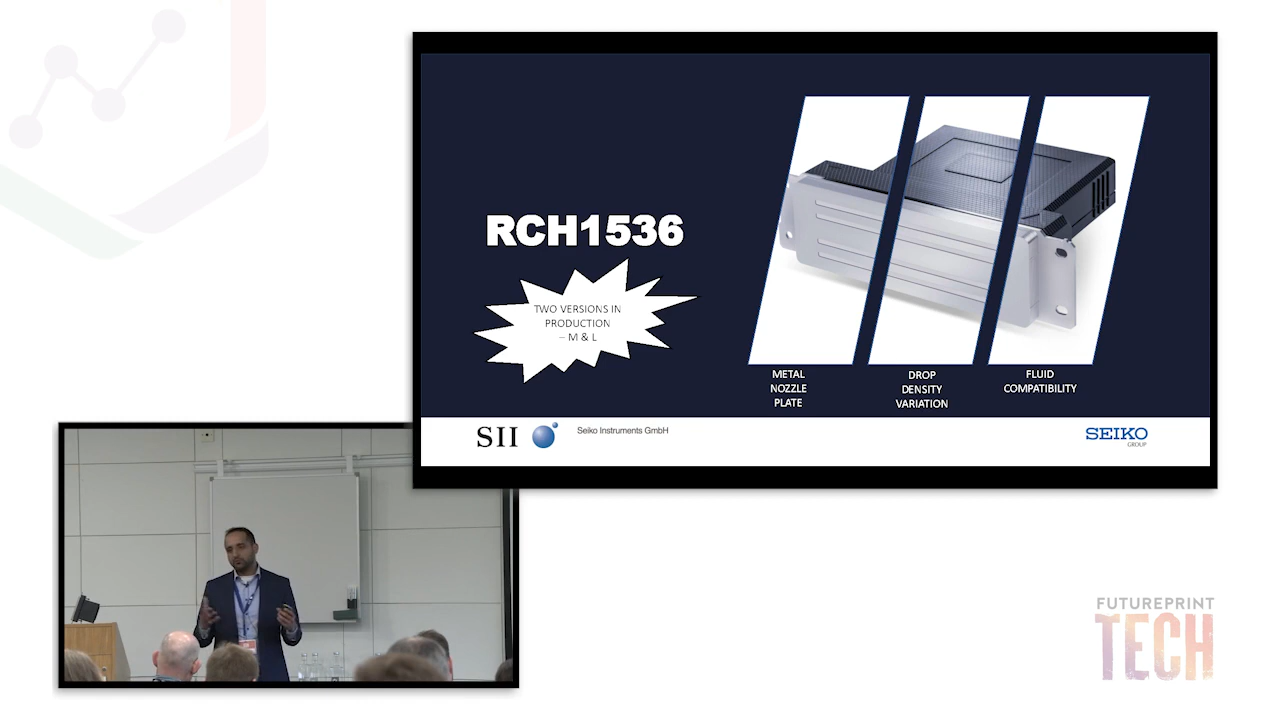 RCH1536
TWO VERSIONS IN
PRODUCTION
– M & L
METAL
NOZZLE
PLATE
DROP
DENSITY
VARIATION
FLUID
COMPATIBILITY
SII
Seiko Instruments GmbH
SEIKO
GROUP
FUTUREPRINT
TECH